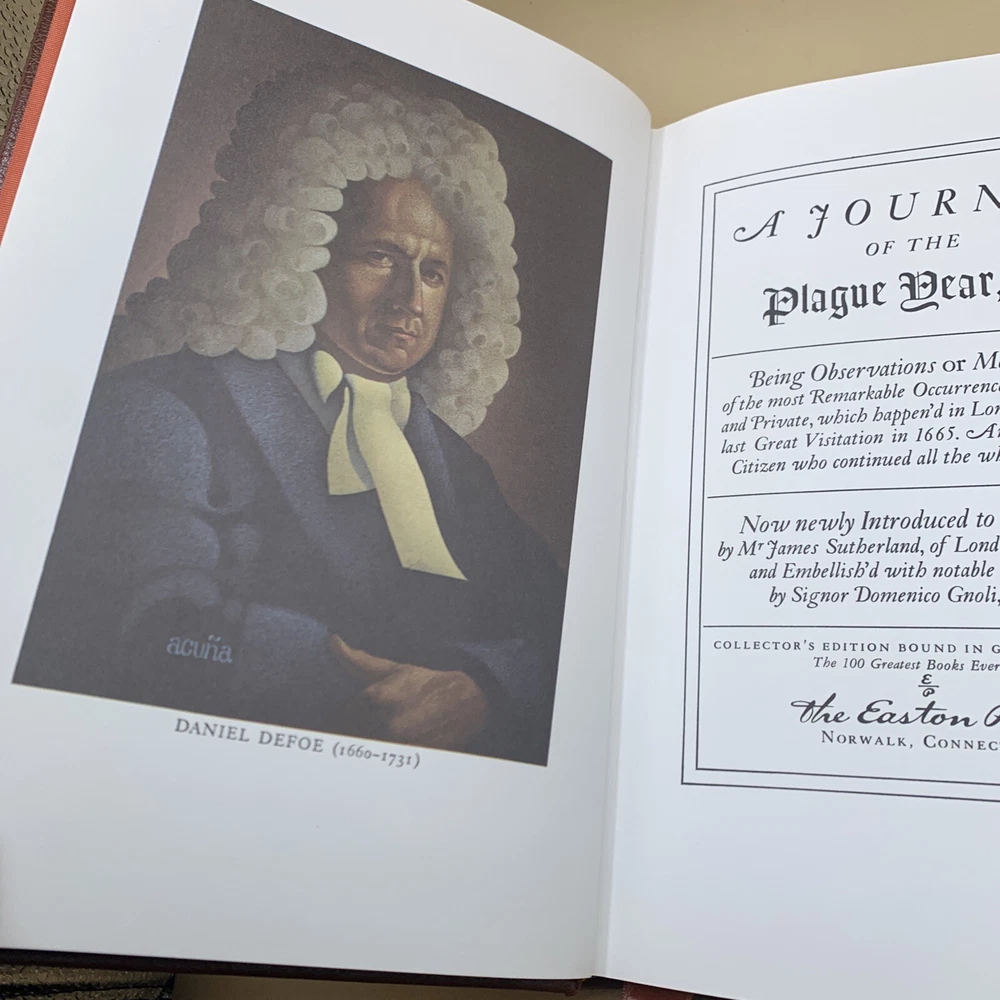 acuña
DANIEL DEFOE (1660–1731)
A JOURN
OF THE
Plague Year,
Being Observations or M
of the most Remarkable Occurrenc
and Private, which happen'd in Lon
last Great Visitation in 1665. A
Citizen who continued all the wh
Now newly Introduced to
by Mr James Sutherland, of Lond
and Embellish'd with notable
by Signor Domenico Gnoli,
COLLECTOR'S EDITION BOUND IN G
The 100 Greatest Books Ever
E
P
The Easton
NORWALK, CONNEC